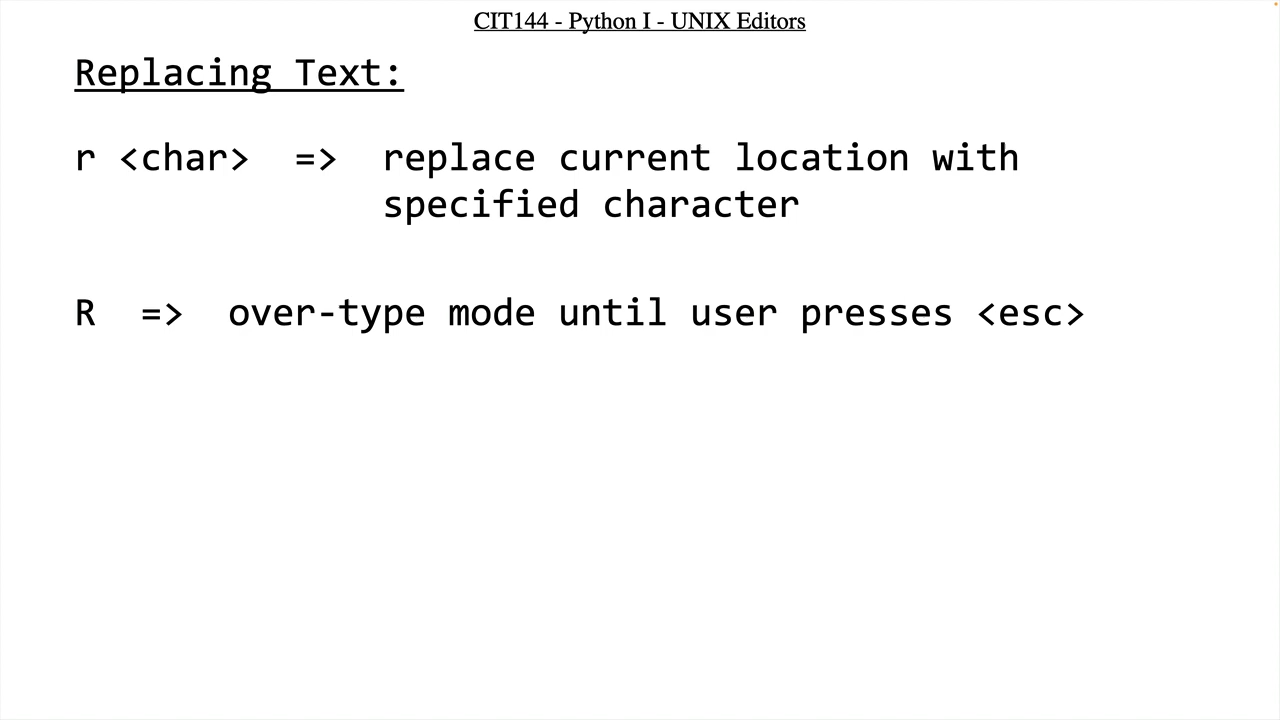 CIT144 - Python I - UNIX Editors
Replacing Text:
r <char>  =>  replace current location with
specified character
R  =>  over-type mode until user presses <esc>